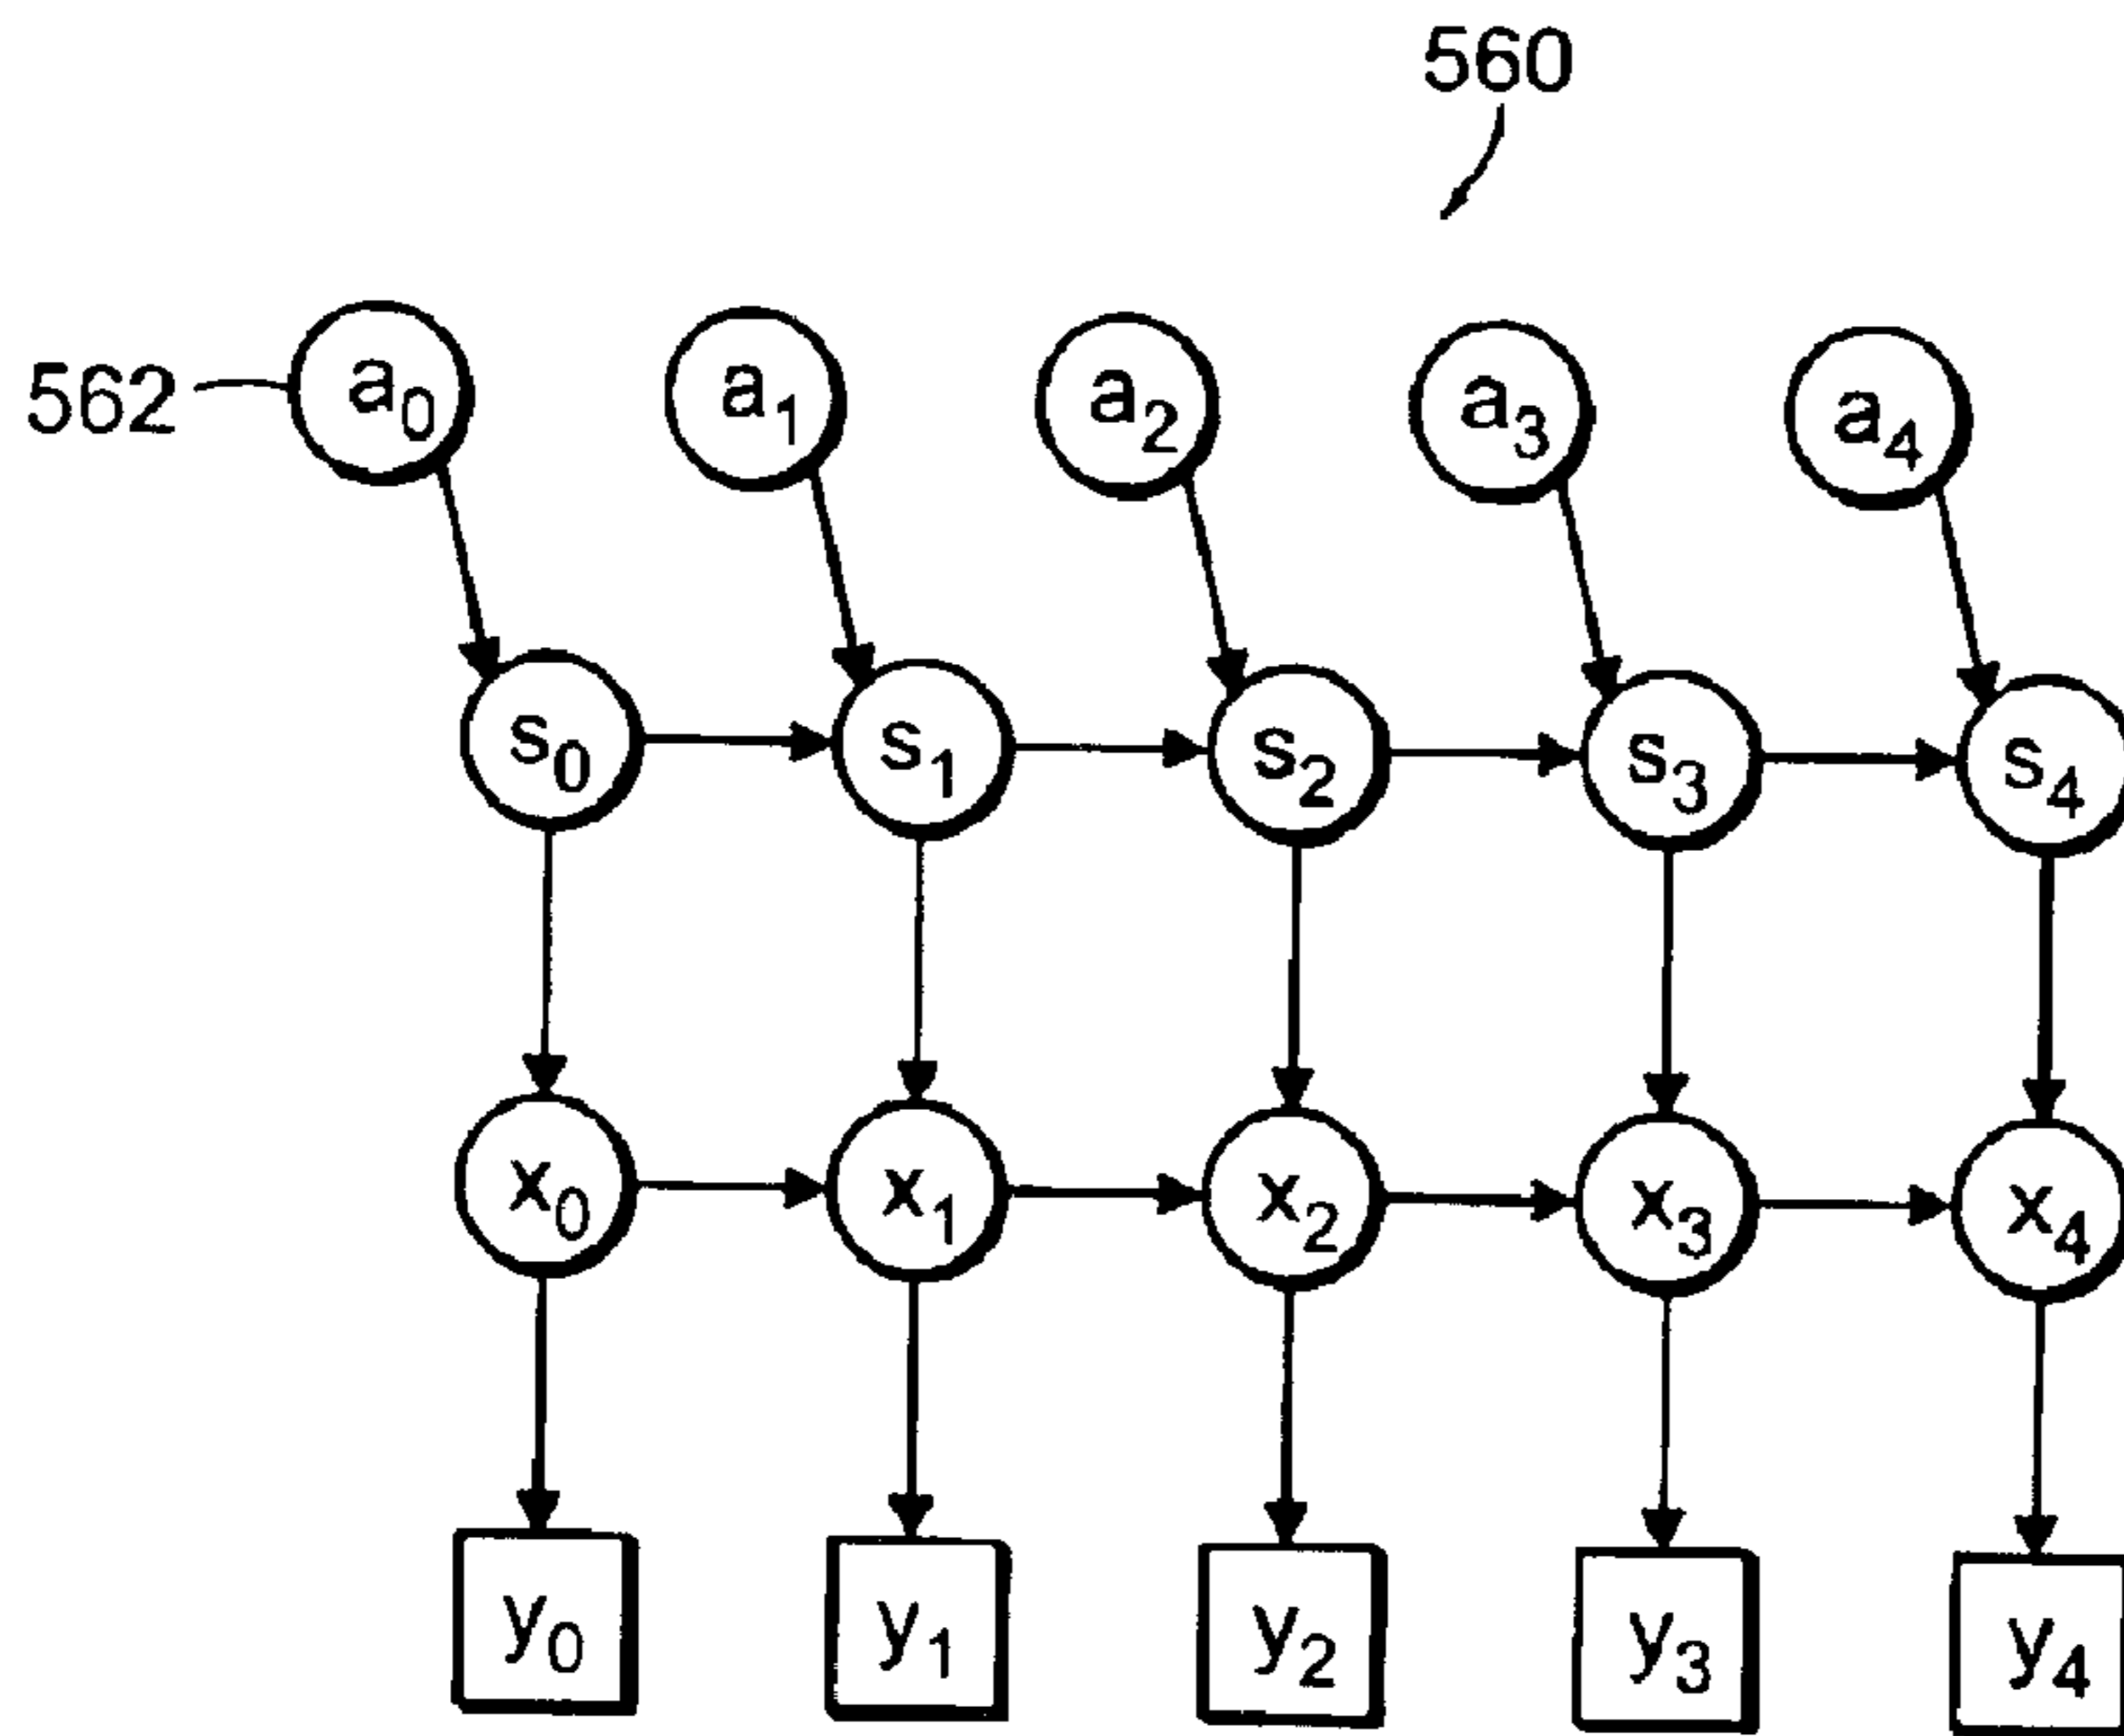 560
562 a₀ a₁ a₂ a₃ a₄
s₀ s₁ s₂ s₃ s₄
x₀ x₁ x₂ x₃ x₄
y₀ y₁ y₂ y₃ y₄